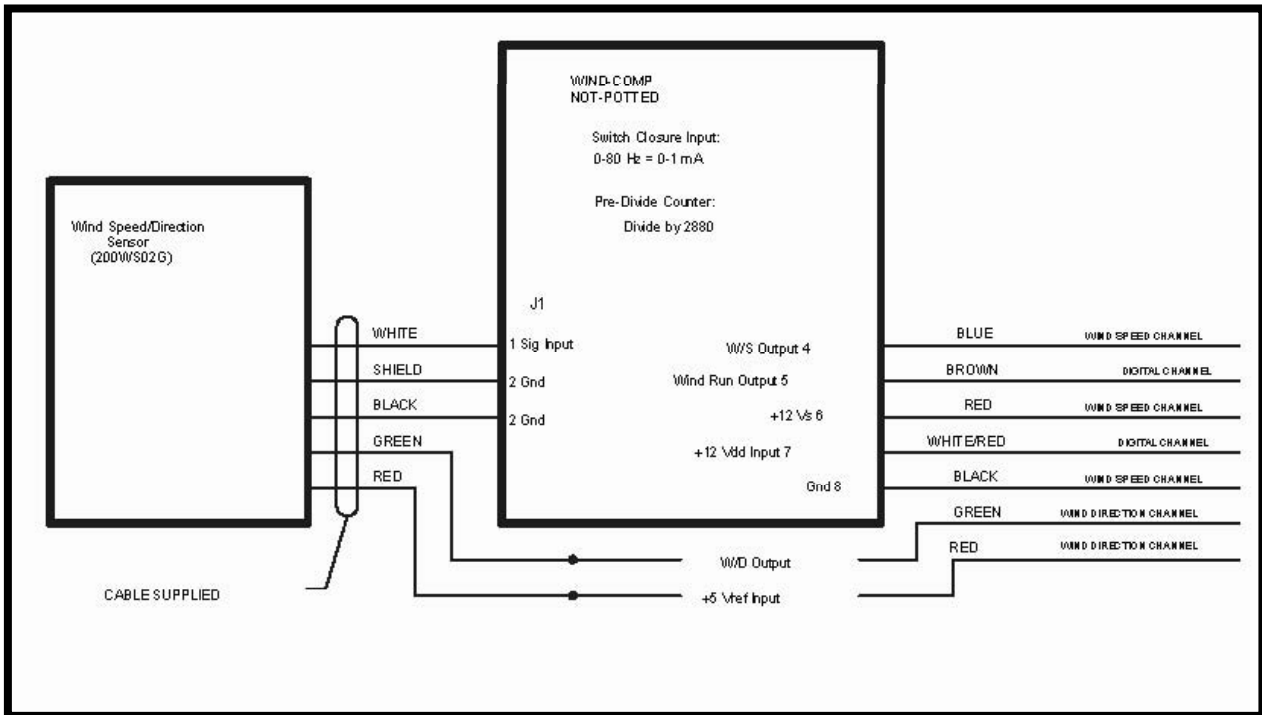 WIND-COMP
NOT-POTTED
Switch Closure Input:
0-80 Hz = 0-1 mA
Pre-Divide Counter:
Divide by 2880
Wind Speed/Direction
Sensor
(200WS02G)
J1
WHITE
1 Sig Input
SHIELD
2 Gnd
BLACK
2 Gnd
GREEN
RED
W/S Output 4
BLUE
WIND SPEED CHANNEL
Wind Run Output 5
BROWN
DIGITAL CHANNEL
+12 Vs 6
RED
WIND SPEED CHANNEL
+12 Vdd Input 7
WHITE/RED
DIGITAL CHANNEL
Gnd 8
BLACK
WIND SPEED CHANNEL
GREEN
WIND DIRECTION CHANNEL
RED
WIND DIRECTION CHANNEL
W/D Output
+5 Vref Input
CABLE SUPPLIED